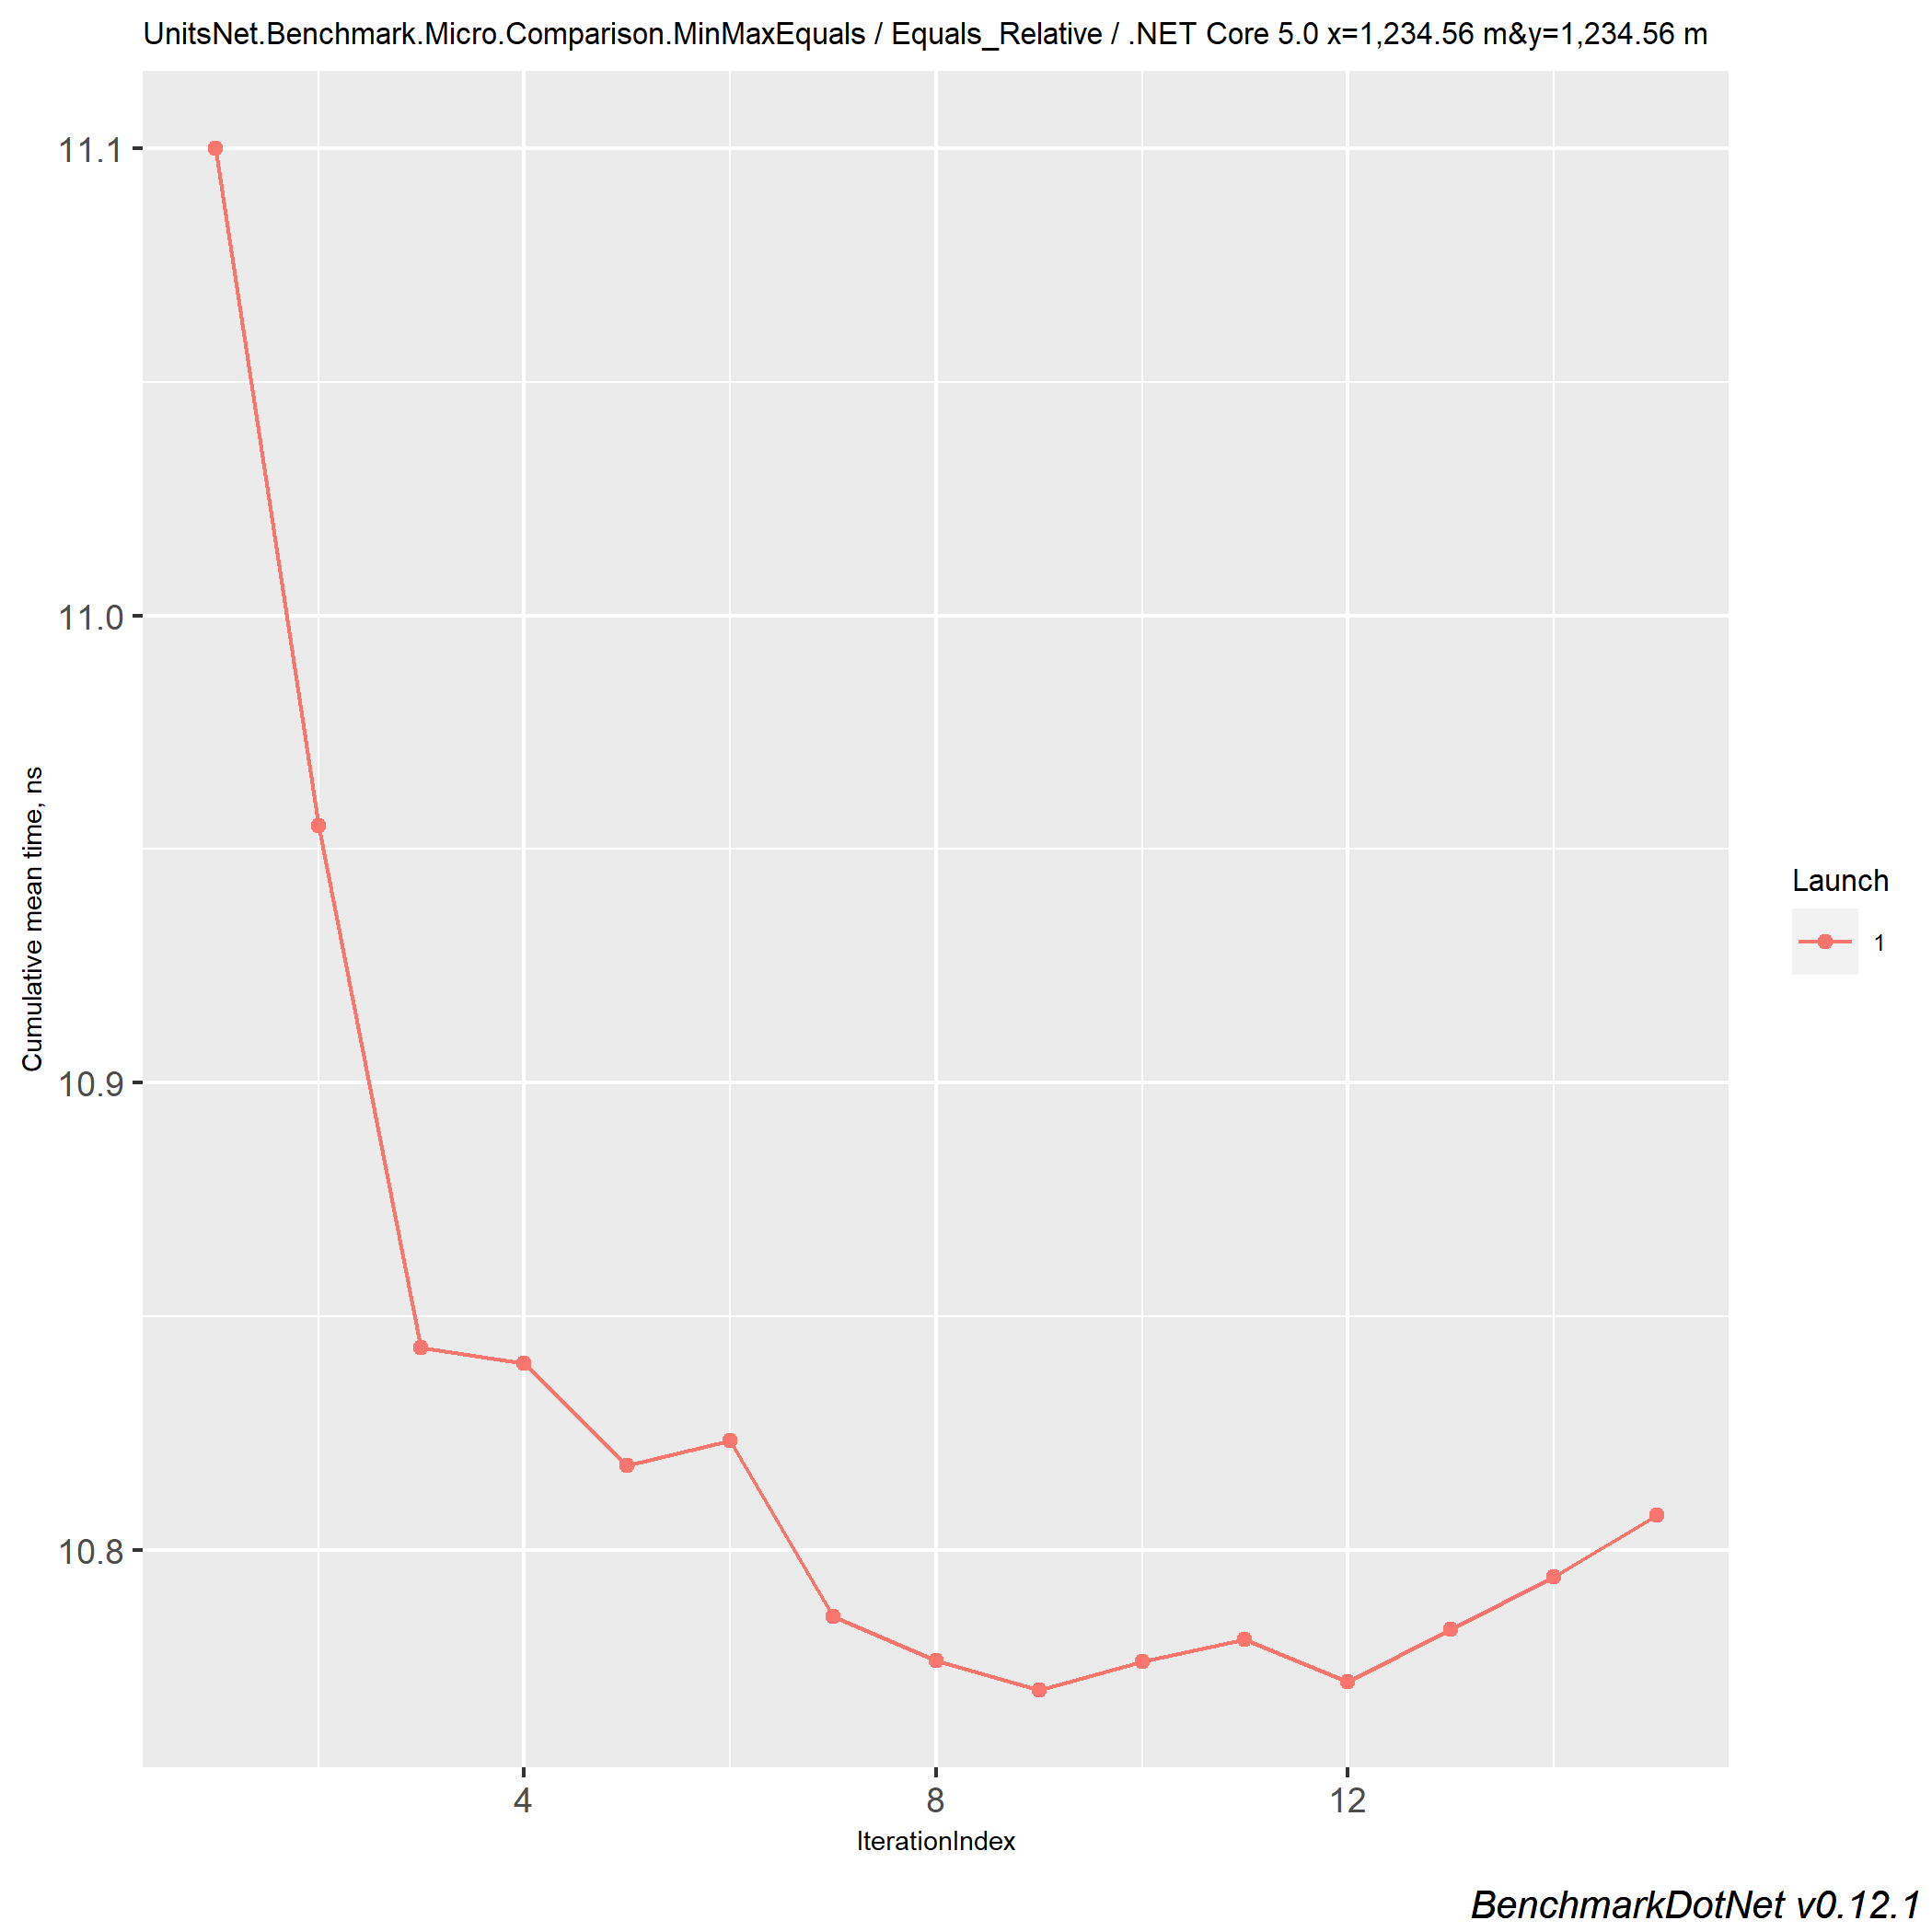 UnitsNet.Benchmark.Micro.Comparison.MinMaxEquals / Equals_Relative / .NET Core 5.0 x=1,234.56 m&y=1,234.56 m
11.1
11.0
10.9
10.8
Cumulative mean time, ns
4
8
12
IterationIndex
Launch
1
BenchmarkDotNet v0.12.1